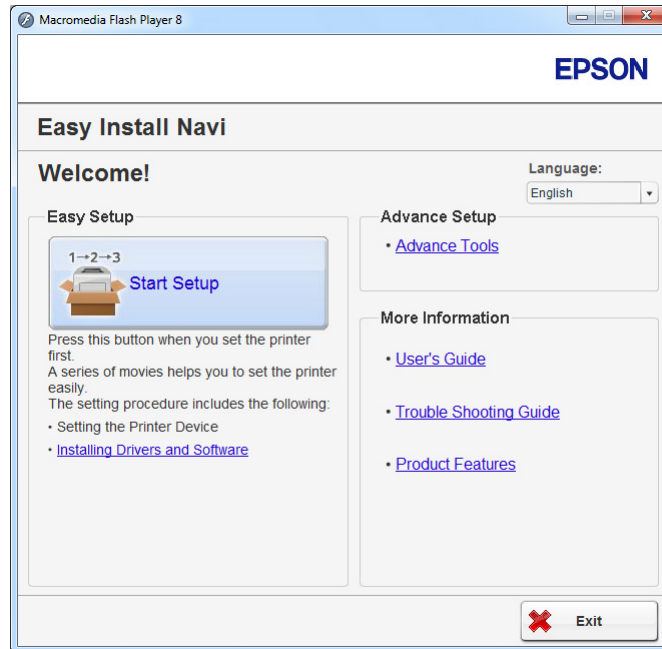 Macromedia Flash Player 8
EPSON
Easy Install Navi
Welcome!
Language:
English
Easy Setup
1→2→3
Start Setup
Press this button when you set the printer
first.
A series of movies helps you to set the printer
easily.
The setting procedure includes the following:
• Setting the Printer Device
• Installing Drivers and Software
Advance Setup
• Advance Tools
More Information
• User's Guide
• Trouble Shooting Guide
• Product Features
Exit